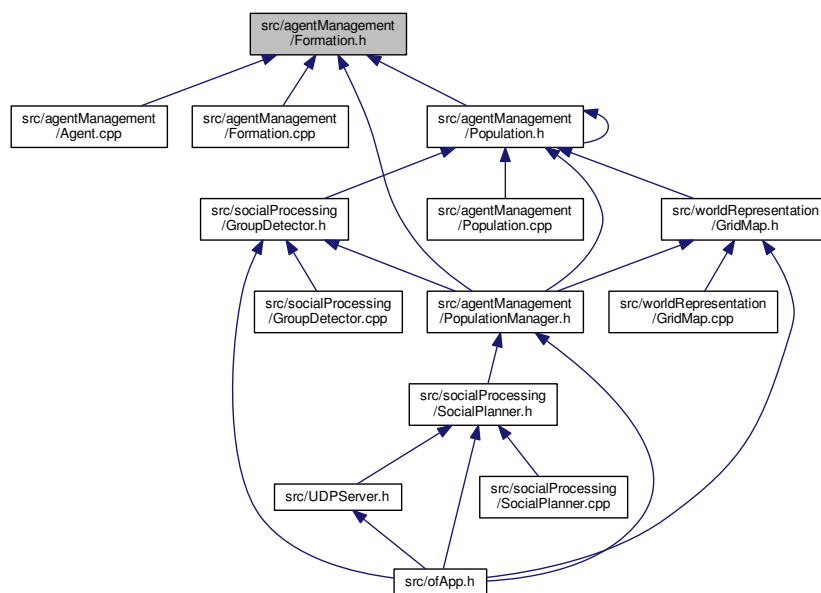 src/agentManagement
/Formation.h
src/agentManagement
/Agent.cpp
src/agentManagement
/Formation.cpp
src/agentManagement
/Population.h
src/socialProcessing
/GroupDetector.h
src/agentManagement
/Population.cpp
src/worldRepresentation
/GridMap.h
src/socialProcessing
/GroupDetector.cpp
src/agentManagement
/PopulationManager.h
src/worldRepresentation
/GridMap.cpp
src/socialProcessing
/SocialPlanner.h
src/UDPServer.h
src/socialProcessing
/SocialPlanner.cpp
src/ofApp.h